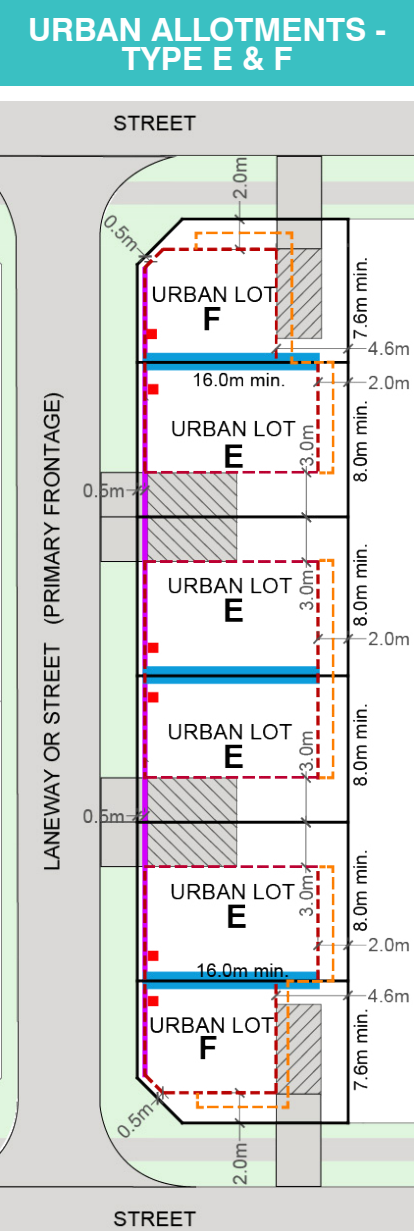 URBAN ALLOTMENTS -
TYPE E & F
STREET
2.0m
0.5m
URBAN LOT
F
7.6m min.
4.6m
16.0m min.
2.0m
URBAN LOT
E
3.0m
8.0m min.
0.5m
LANEWAY OR STREET (PRIMARY FRONTAGE)
URBAN LOT
E
3.0m
8.0m min.
2.0m
URBAN LOT
E
3.0m
8.0m min.
0.5m
URBAN LOT
E
3.0m
8.0m min.
2.0m
16.0m min.
4.6m
URBAN LOT
F
7.6m min.
0.5m
2.0m
STREET